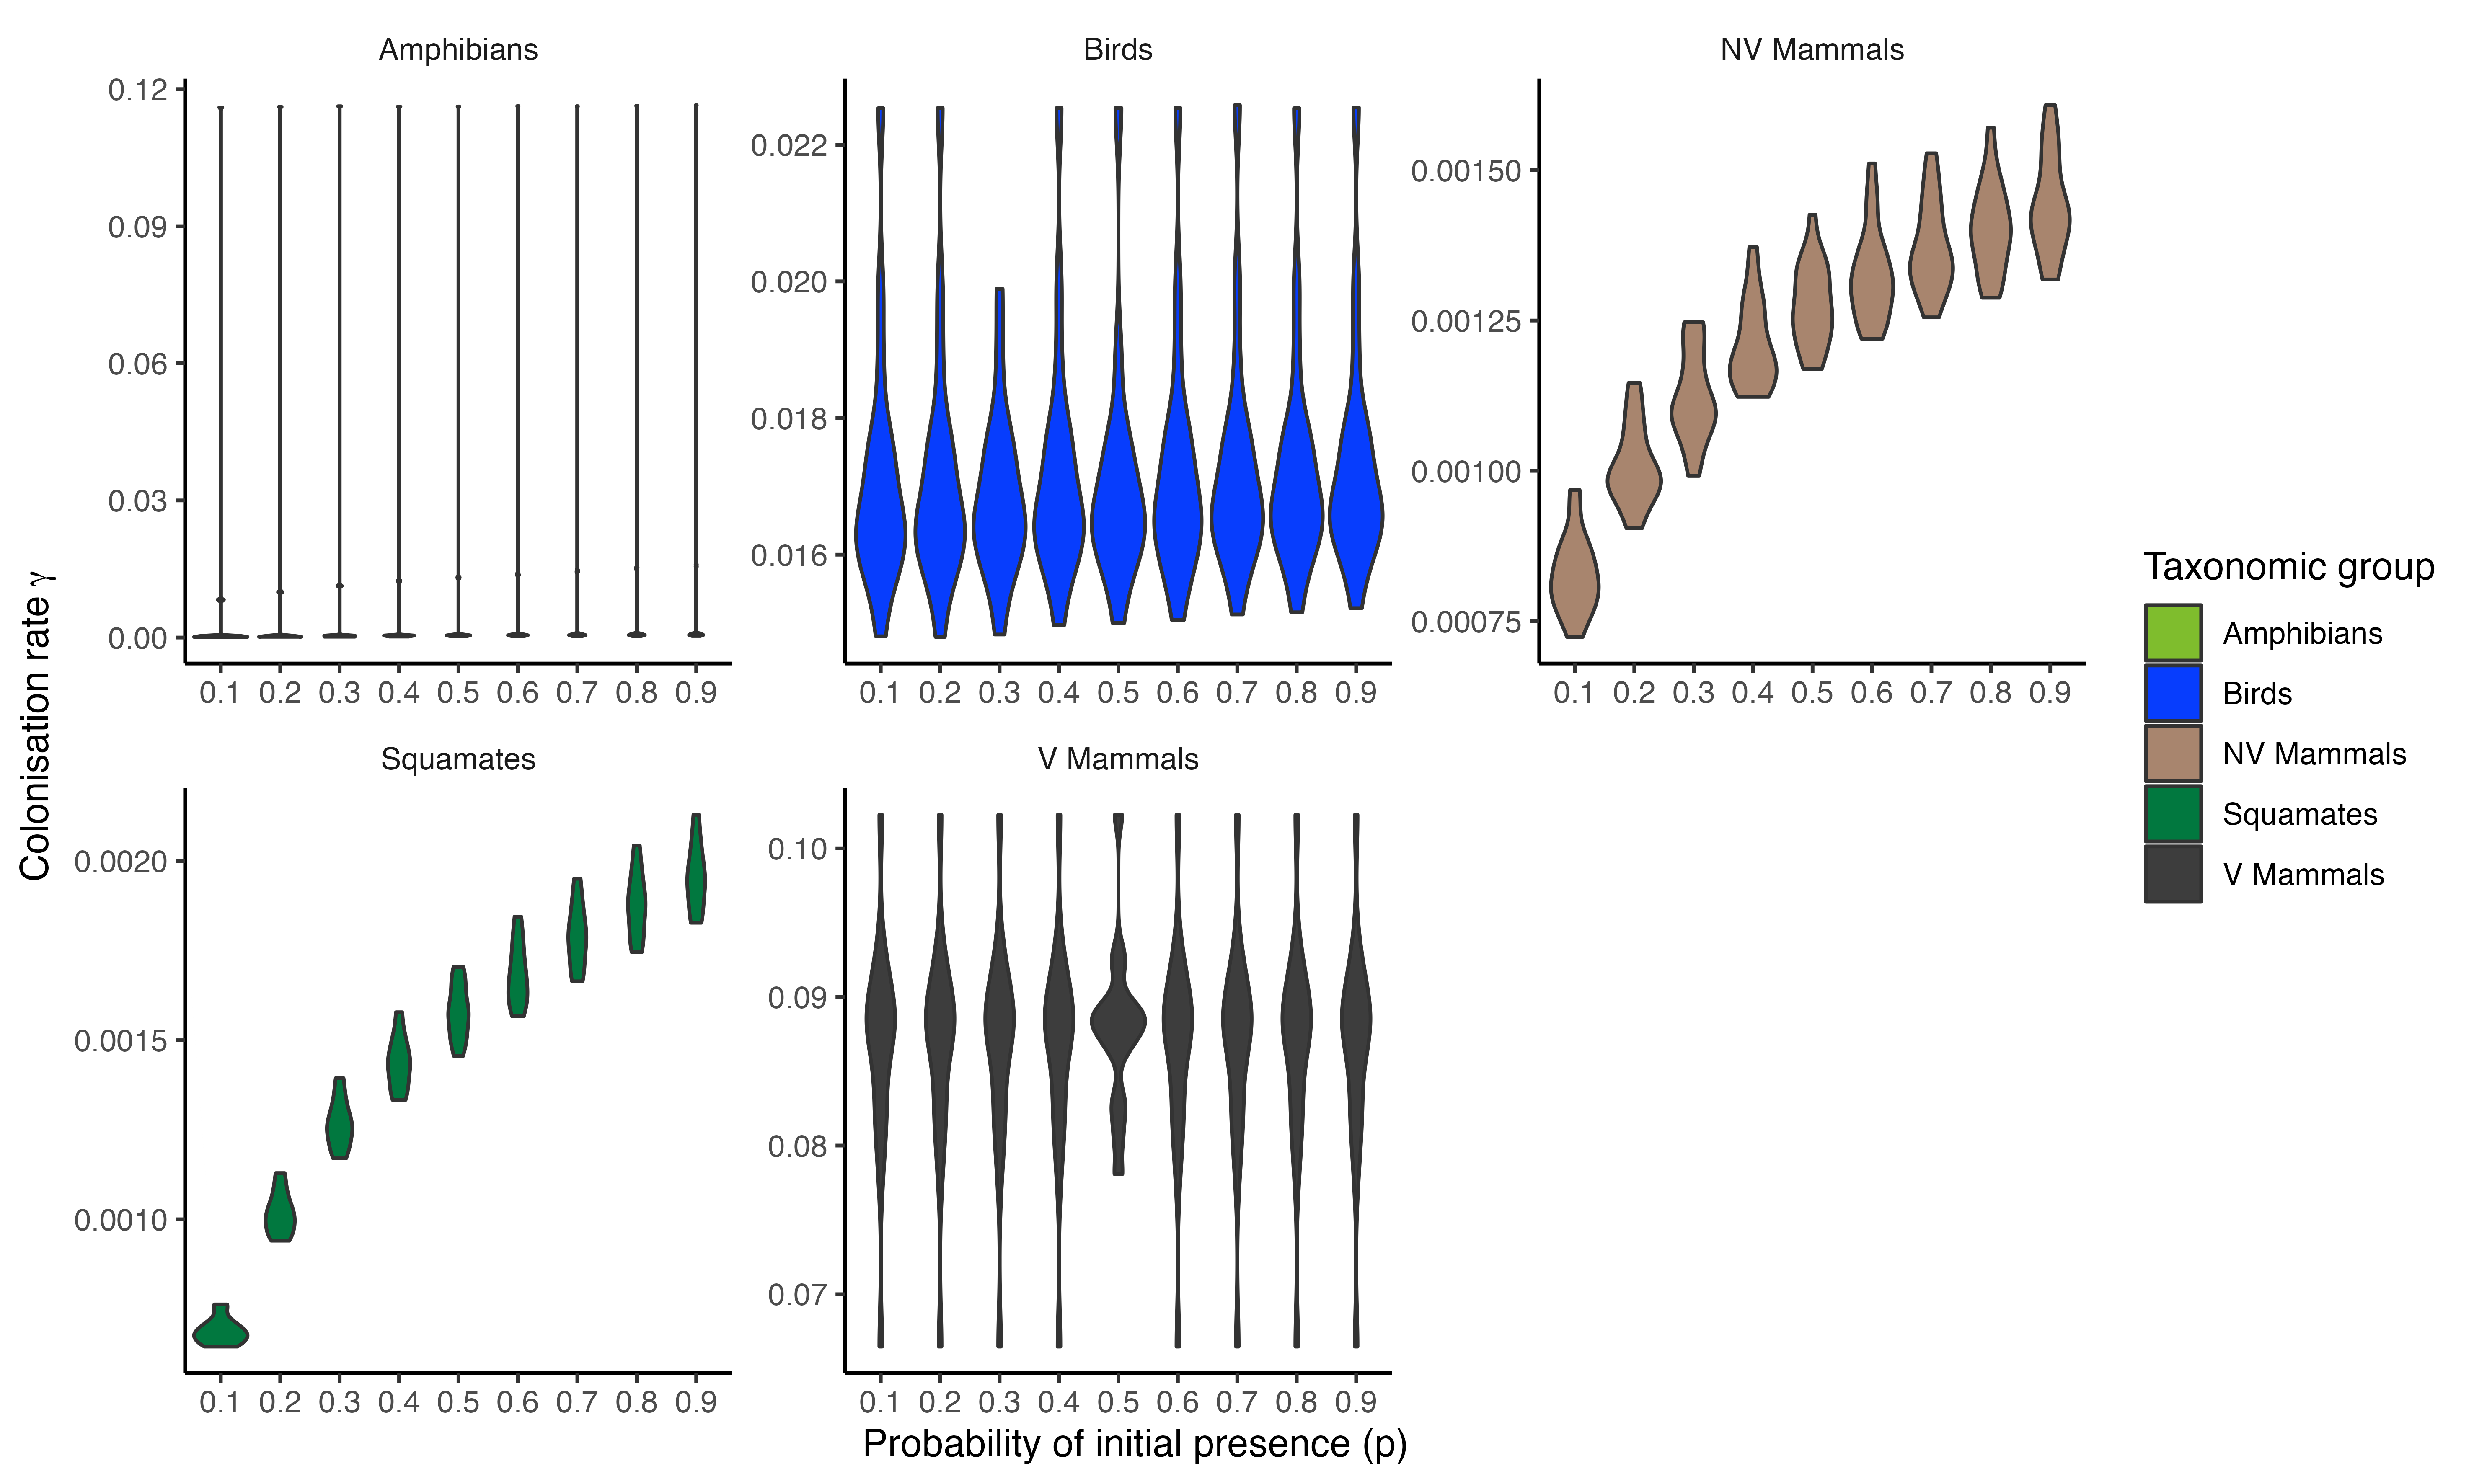 Amphibians
Birds
NV Mammals
0.12
0.09
0.06
0.03
0.00
0.022
0.020
0.018
0.016
0.00150
0.00125
0.00100
0.00075
0.1 0.2 0.3 0.4 0.5 0.6 0.7 0.8 0.9
0.1 0.2 0.3 0.4 0.5 0.6 0.7 0.8 0.9
0.1 0.2 0.3 0.4 0.5 0.6 0.7 0.8 0.9
Squamates
V Mammals
0.0020
0.0015
0.0010
0.10
0.09
0.08
0.07
0.1 0.2 0.3 0.4 0.5 0.6 0.7 0.8 0.9
0.1 0.2 0.3 0.4 0.5 0.6 0.7 0.8 0.9
Colonisation rate γ
Probability of initial presence (p)
Taxonomic group
Amphibians
Birds
NV Mammals
Squamates
V Mammals